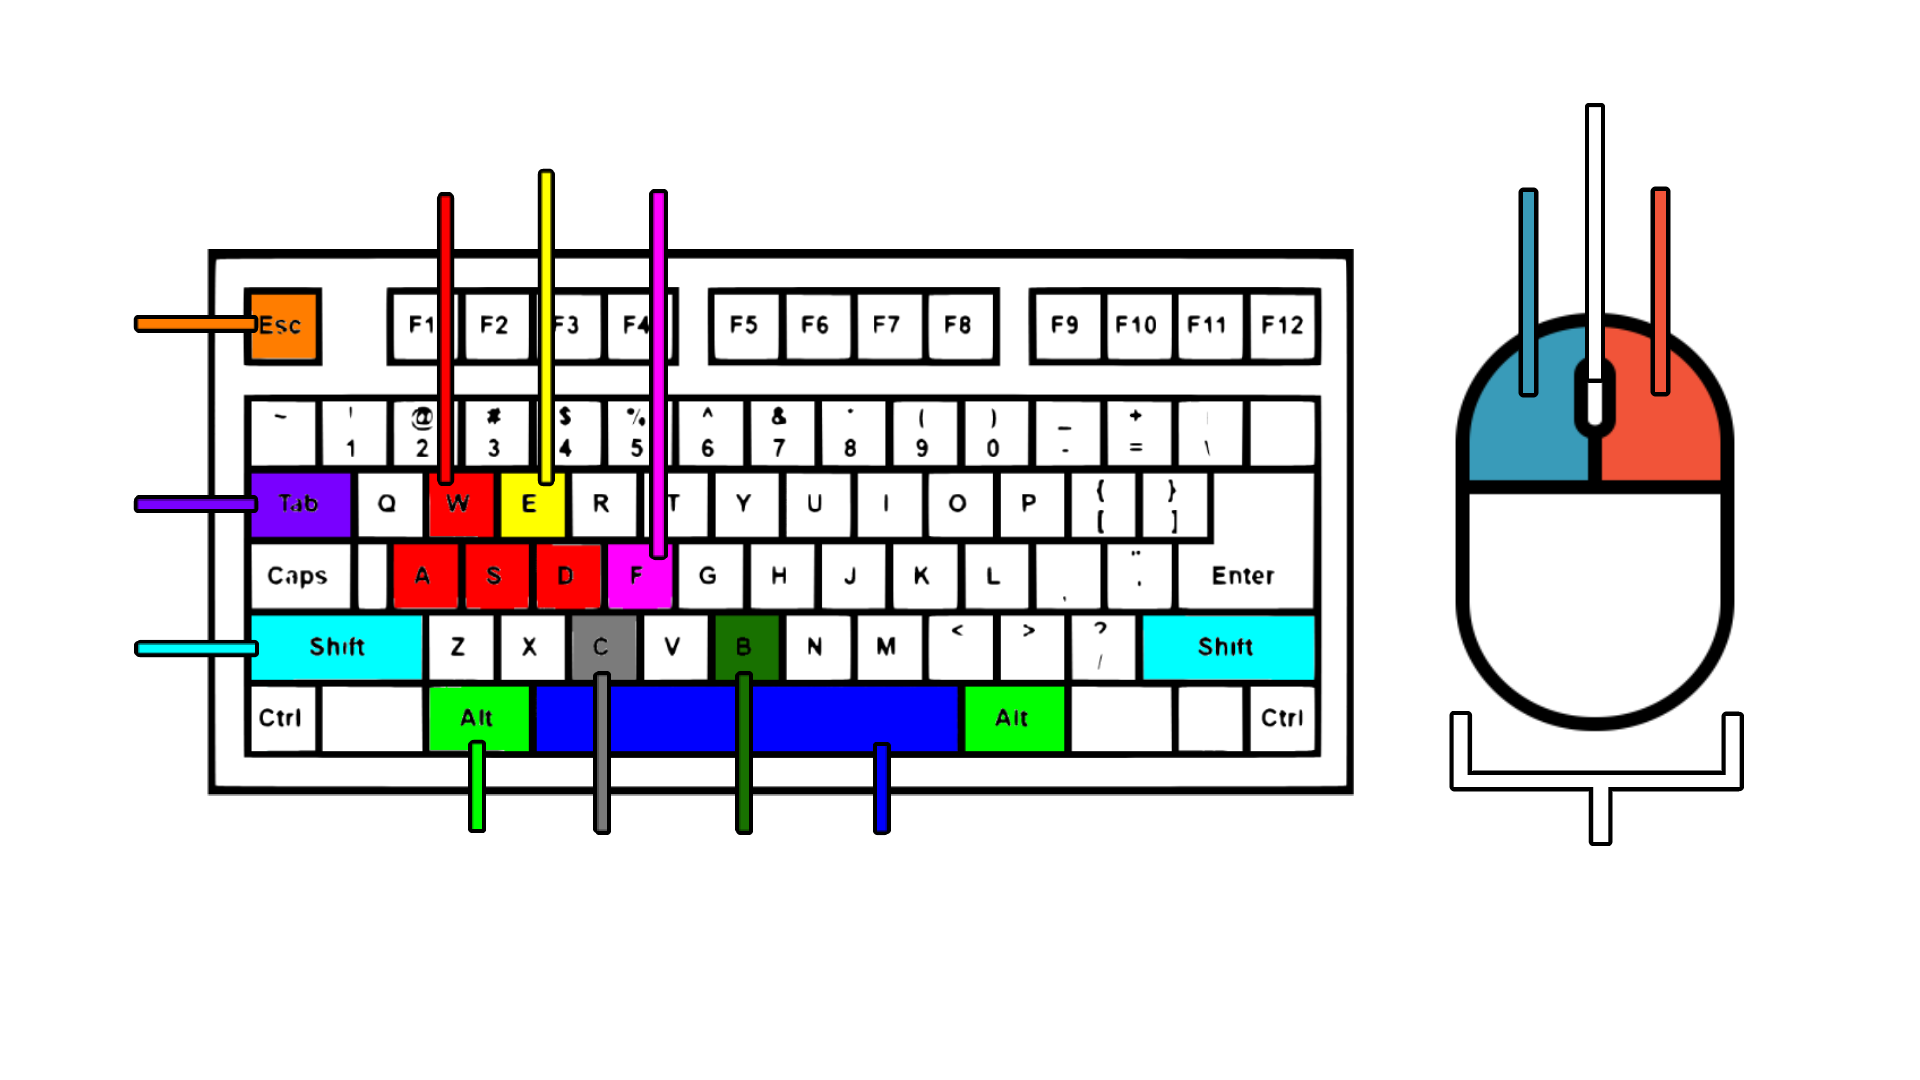 Esc F1 F2 F3 F4 F5 F6 F7 F8 F9 F10 F11 F12
~ ' @ # $ % ^ & ( ) _ +
1 2 3 4 5 6 7 8 9 0 - = \
Tab Q W E R T Y U I O P { }
[ ]
Caps A S D F G H J K L Enter
Shift Z X C V B N M < > ? Shift
/
Ctrl Alt Alt Ctrl